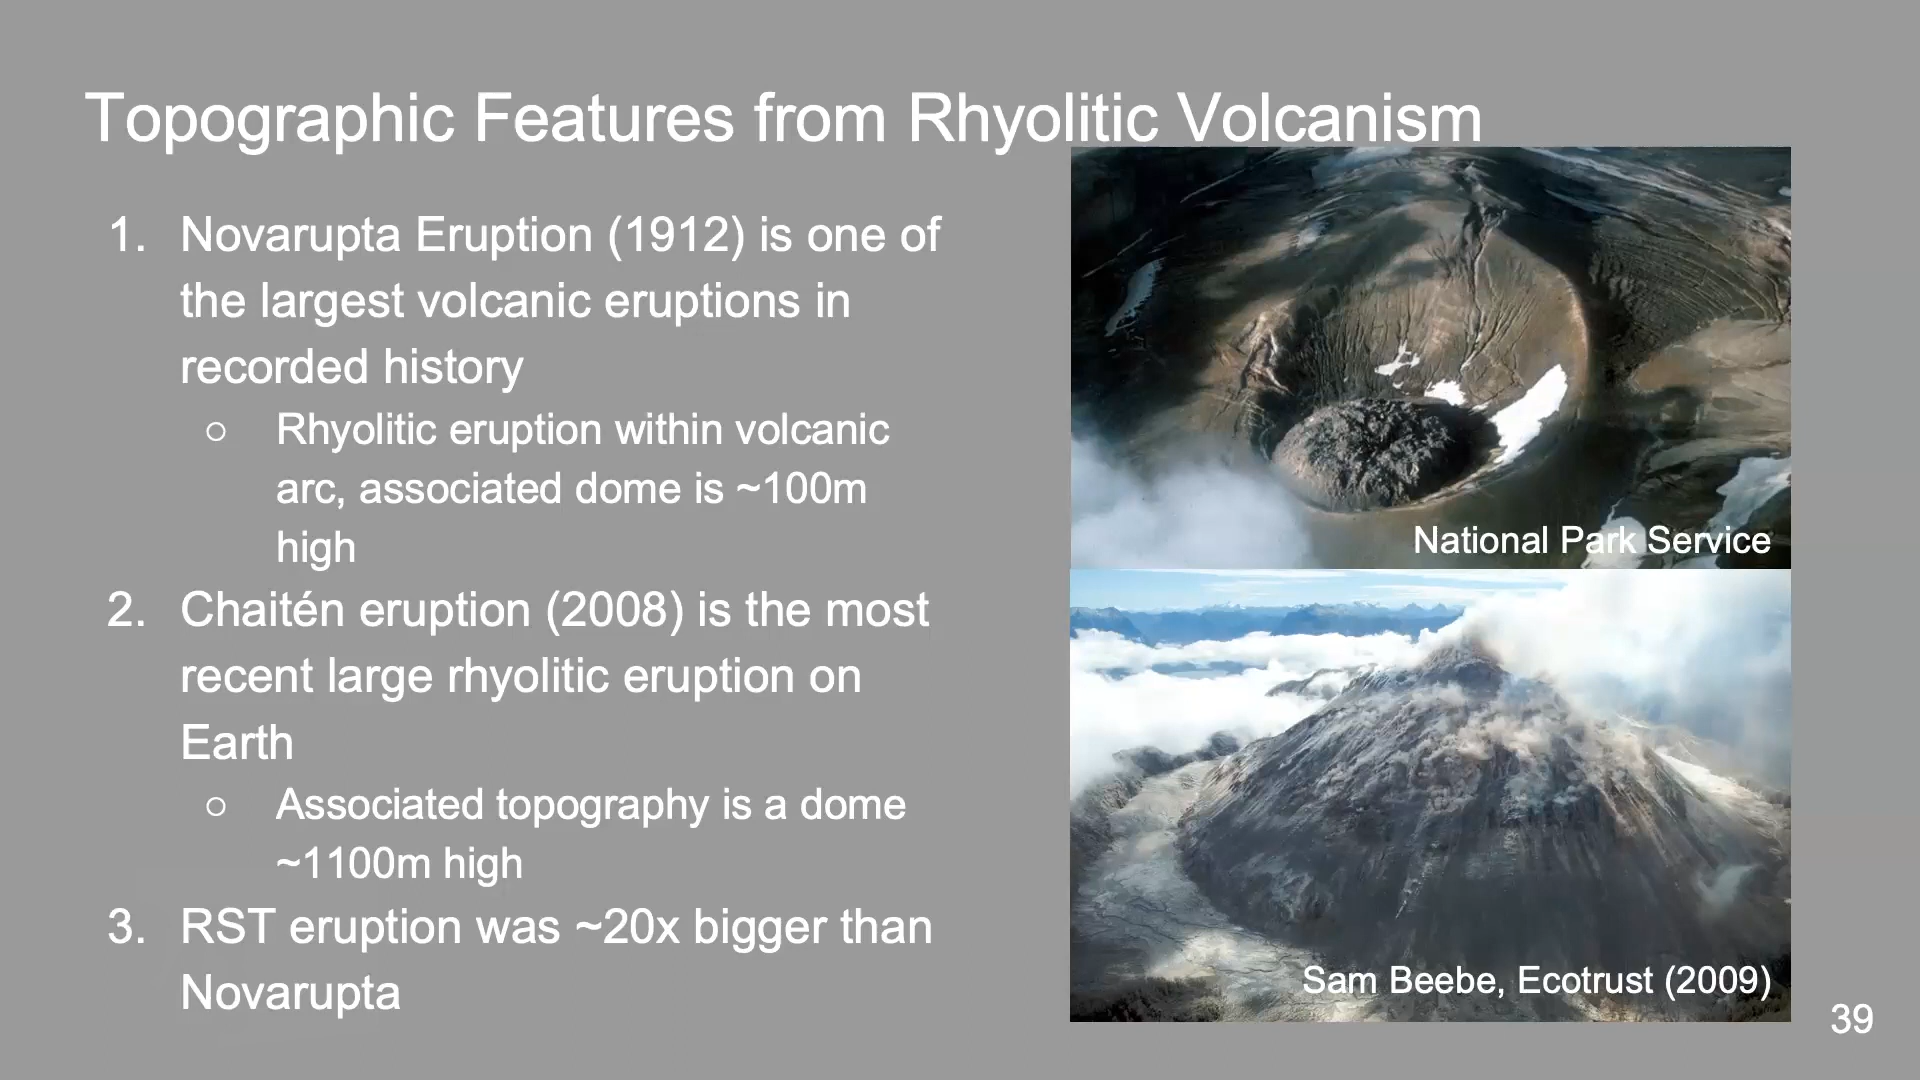 Topographic Features from Rhyolitic Volcanism
1. Novarupta Eruption (1912) is one of
the largest volcanic eruptions in
recorded history
○ Rhyolitic eruption within volcanic
arc, associated dome is ~100m
high
2. Chaitén eruption (2008) is the most
recent large rhyolitic eruption on
Earth
○ Associated topography is a dome
~1100m high
3. RST eruption was ~20x bigger than
Novarupta
National Park Service
Sam Beebe, Ecotrust (2009)
39